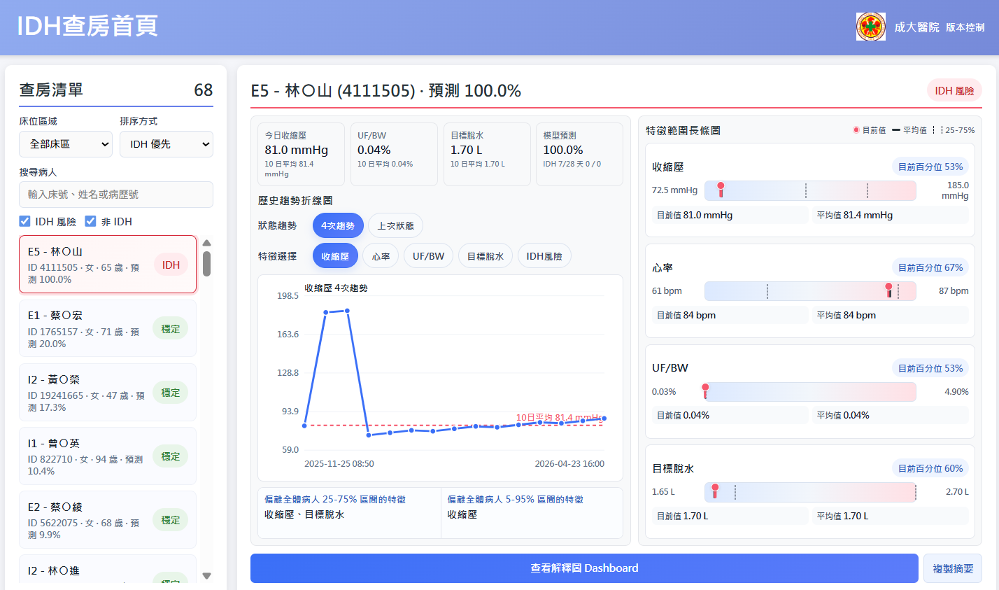 IDH查房首頁
成大醫院 版本控制
查房清單 68
床位區域 排序方式
全部床區 IDH 優先
搜尋病人
輸入床號、姓名或病歷號
IDH 風險 非 IDH
E5 - 林〇山
ID 4111505 · 女 · 65 歲 · 預
測 100.0%
IDH
E1 - 蔡〇宏
ID 1765157 · 女 · 71 歲 · 預
測 20.0%
穩定
I2 - 黃〇榮
ID 19241665 · 女 · 47 歲 · 預
測 17.3%
穩定
I1 - 曾〇英
ID 822710 · 女 · 94 歲 · 預測
10.4%
穩定
E2 - 蔡〇綾
ID 5622075 · 女 · 68 歲 · 預
測 9.9%
穩定
I2 - 林〇進
穩定
E5 - 林〇山 (4111505) · 預測 100.0%
IDH 風險
今日收縮壓
81.0 mmHg
10 日平均 81.4
mmHg
UF/BW
0.04%
10 日平均 0.04%
目標脫水
1.70 L
10 日平均 1.70 L
模型預測
100.0%
IDH 7/28 天 0 / 0
歷史趨勢折線圖
狀態趨勢 4次趨勢 上次狀態
特徵選擇 收縮壓 心率 UF/BW 目標脫水 IDH風險
收縮壓 4次趨勢
198.5
163.6
128.8
93.9
59.0
10日平均 81.4 mmHg
2025-11-25 08:50 2026-04-23 16:00
偏離全體病人 25-75% 區間的特徵
收縮壓、目標脫水
偏離全體病人 5-95% 區間的特徵
收縮壓
特徵範圍長條圖 目前值 平均值 25-75%
收縮壓 目前百分位 53%
72.5 mmHg 185.0
mmHg
目前值 81.0 mmHg 平均值 81.4 mmHg
心率 目前百分位 67%
61 bpm 87 bpm
目前值 84 bpm 平均值 84 bpm
UF/BW 目前百分位 53%
0.03% 4.90%
目前值 0.04% 平均值 0.04%
目標脫水 目前百分位 60%
1.65 L 2.70 L
目前值 1.70 L 平均值 1.70 L
查看解釋圖 Dashboard 複製摘要